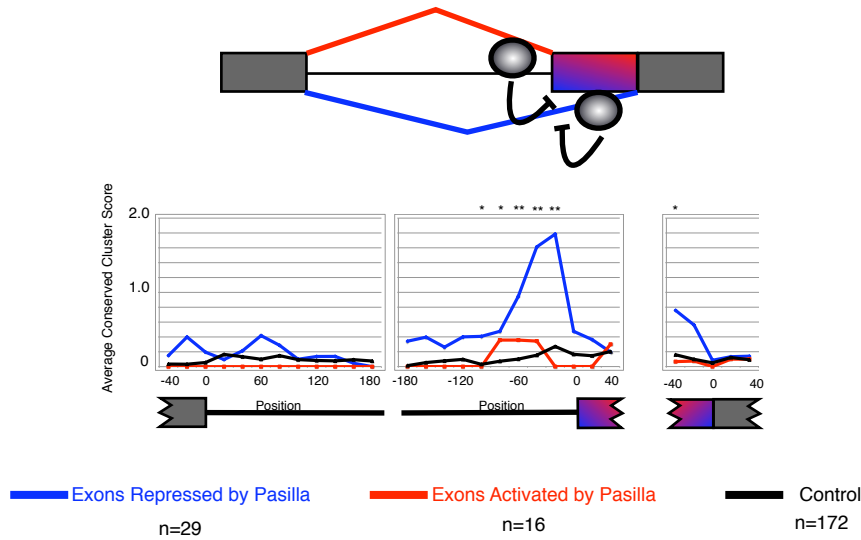 Average Conserved Cluster Score
2.0
1.0
0
* * ** ** **
*
-40 0 60 120 180
-180 -120 -60 0 40
-40 0 40
Position
Position
Exons Repressed by Pasilla
n=29
Exons Activated by Pasilla
n=16
Control
n=172